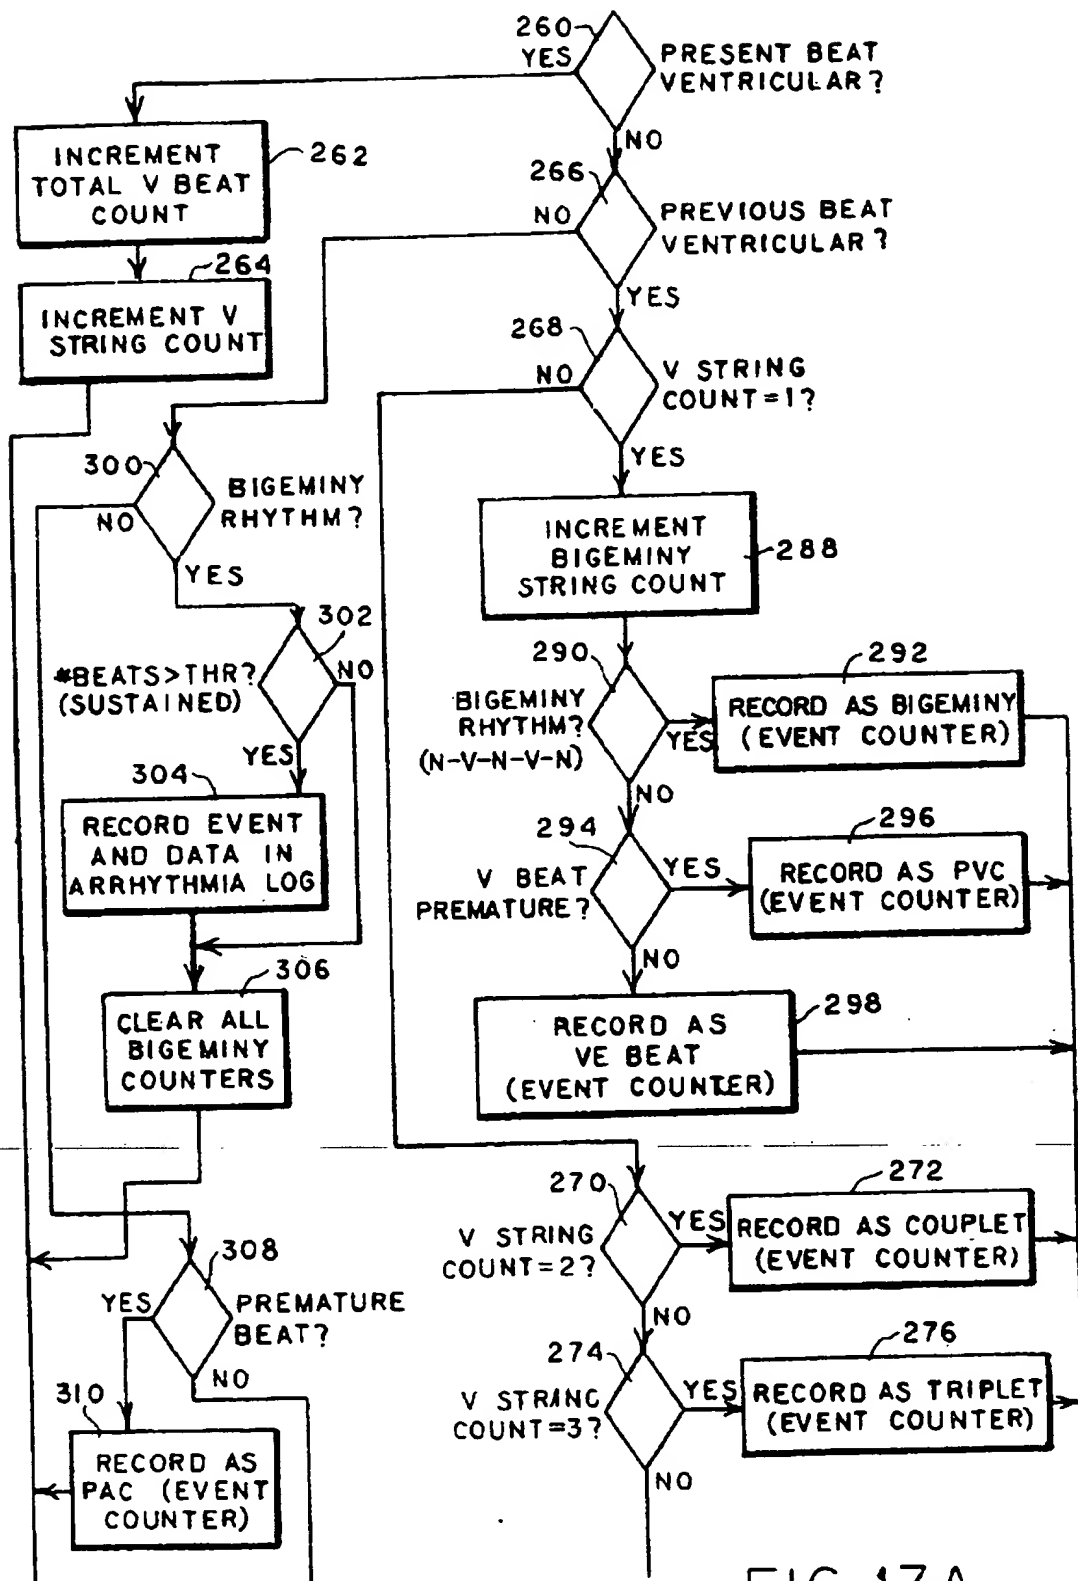 260
YES
PRESENT BEAT
VENTRICULAR?
NO
INCREMENT
TOTAL V BEAT
COUNT
262
266
NO
PREVIOUS BEAT
VENTRICULAR?
YES
264
INCREMENT V
STRING COUNT
268
NO
V STRING
COUNT=1?
YES
300
NO
BIGEMINY
RHYTHM?
YES
INCREMENT
BIGEMINY
STRING COUNT
288
302
*BEATS>THR?
(SUSTAINED)
NO
YES
290
BIGEMINY
RHYTHM?
(N-V-N-V-N)
YES
NO
292
RECORD AS BIGEMINY
(EVENT COUNTER)
304
RECORD EVENT
AND DATA IN
ARRHYTHMIA LOG
294
V BEAT
PREMATURE?
YES
NO
296
RECORD AS PVC
(EVENT COUNTER)
306
CLEAR ALL
BIGEMINY
COUNTERS
298
RECORD AS
VE BEAT
(EVENT COUNTER)
270
V STRING
COUNT=2?
YES
NO
272
RECORD AS COUPLET
(EVENT COUNTER)
308
YES
PREMATURE
BEAT?
NO
274
V STRING
COUNT=3?
YES
NO
276
RECORD AS TRIPLET
(EVENT COUNTER)
310
RECORD AS
PAC (EVENT
COUNTER)
FIG. 17A